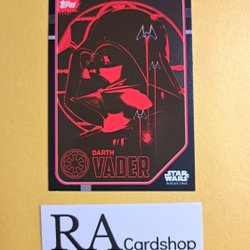 Topps
DARTH
VADER
STAR
WARS
ROGUE ONE
RA
Cardshop